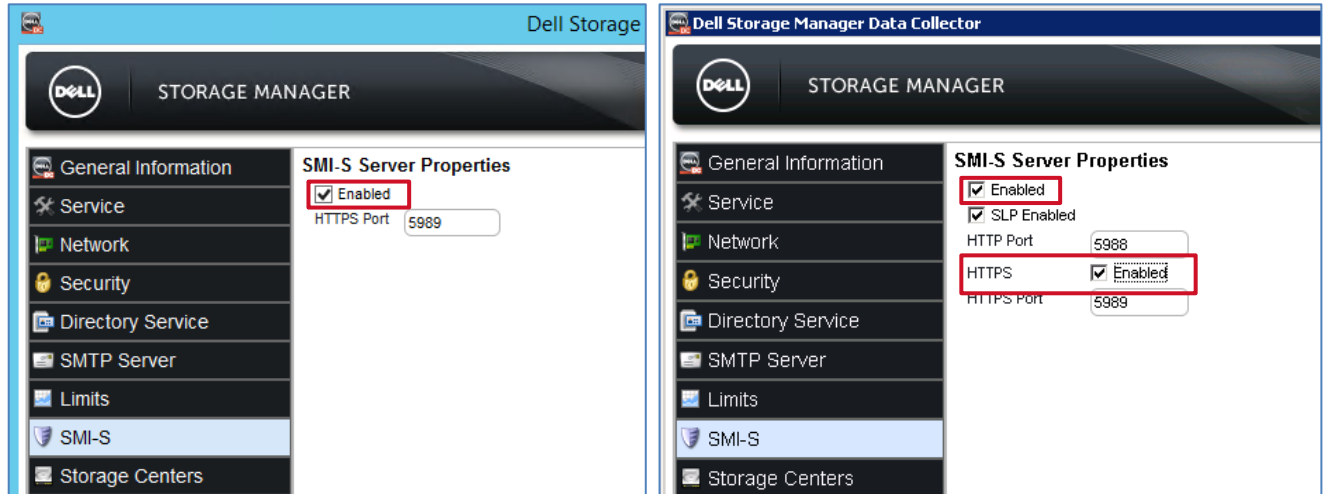 Dell Storage
DELL
STORAGE MANAGER
General Information
Service
Network
Security
Directory Service
SMTP Server
Limits
SMI-S
Storage Centers
SMI-S Server Properties
Enabled
HTTPS Port 5989
Dell Storage Manager Data Collector
DELL
STORAGE MANAGER
General Information
Service
Network
Security
Directory Service
SMTP Server
Limits
SMI-S
Storage Centers
SMI-S Server Properties
Enabled
SLP Enabled
HTTP Port 5988
HTTPS Enabled
HTTPS Port 5989